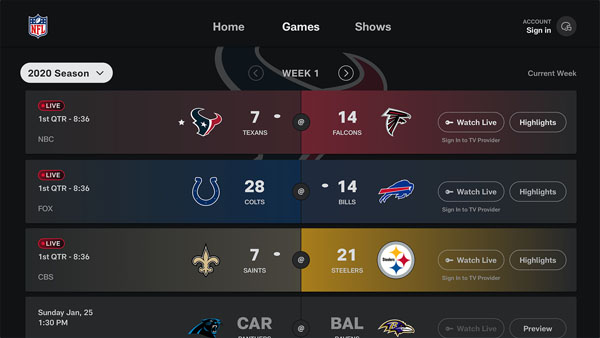 NFL
Home Games Shows
ACCOUNT
Sign in
2020 Season
WEEK 1
Current Week
LIVE
1st QTR - 8:36
NBC
7
TEXANS
@
14
FALCONS
Watch Live
Highlights
Sign In to TV Provider
LIVE
1st QTR - 8:36
FOX
28
COLTS
@
14
BILLS
Watch Live
Highlights
Sign In to TV Provider
LIVE
1st QTR - 8:36
CBS
7
SAINTS
@
21
STEELERS
Steelers
Watch Live
Highlights
Sign In to TV Provider
Sunday Jan, 25
1:30 PM
CAR
PANTHERS
@
BAL
RAVENS
Watch Live
Preview